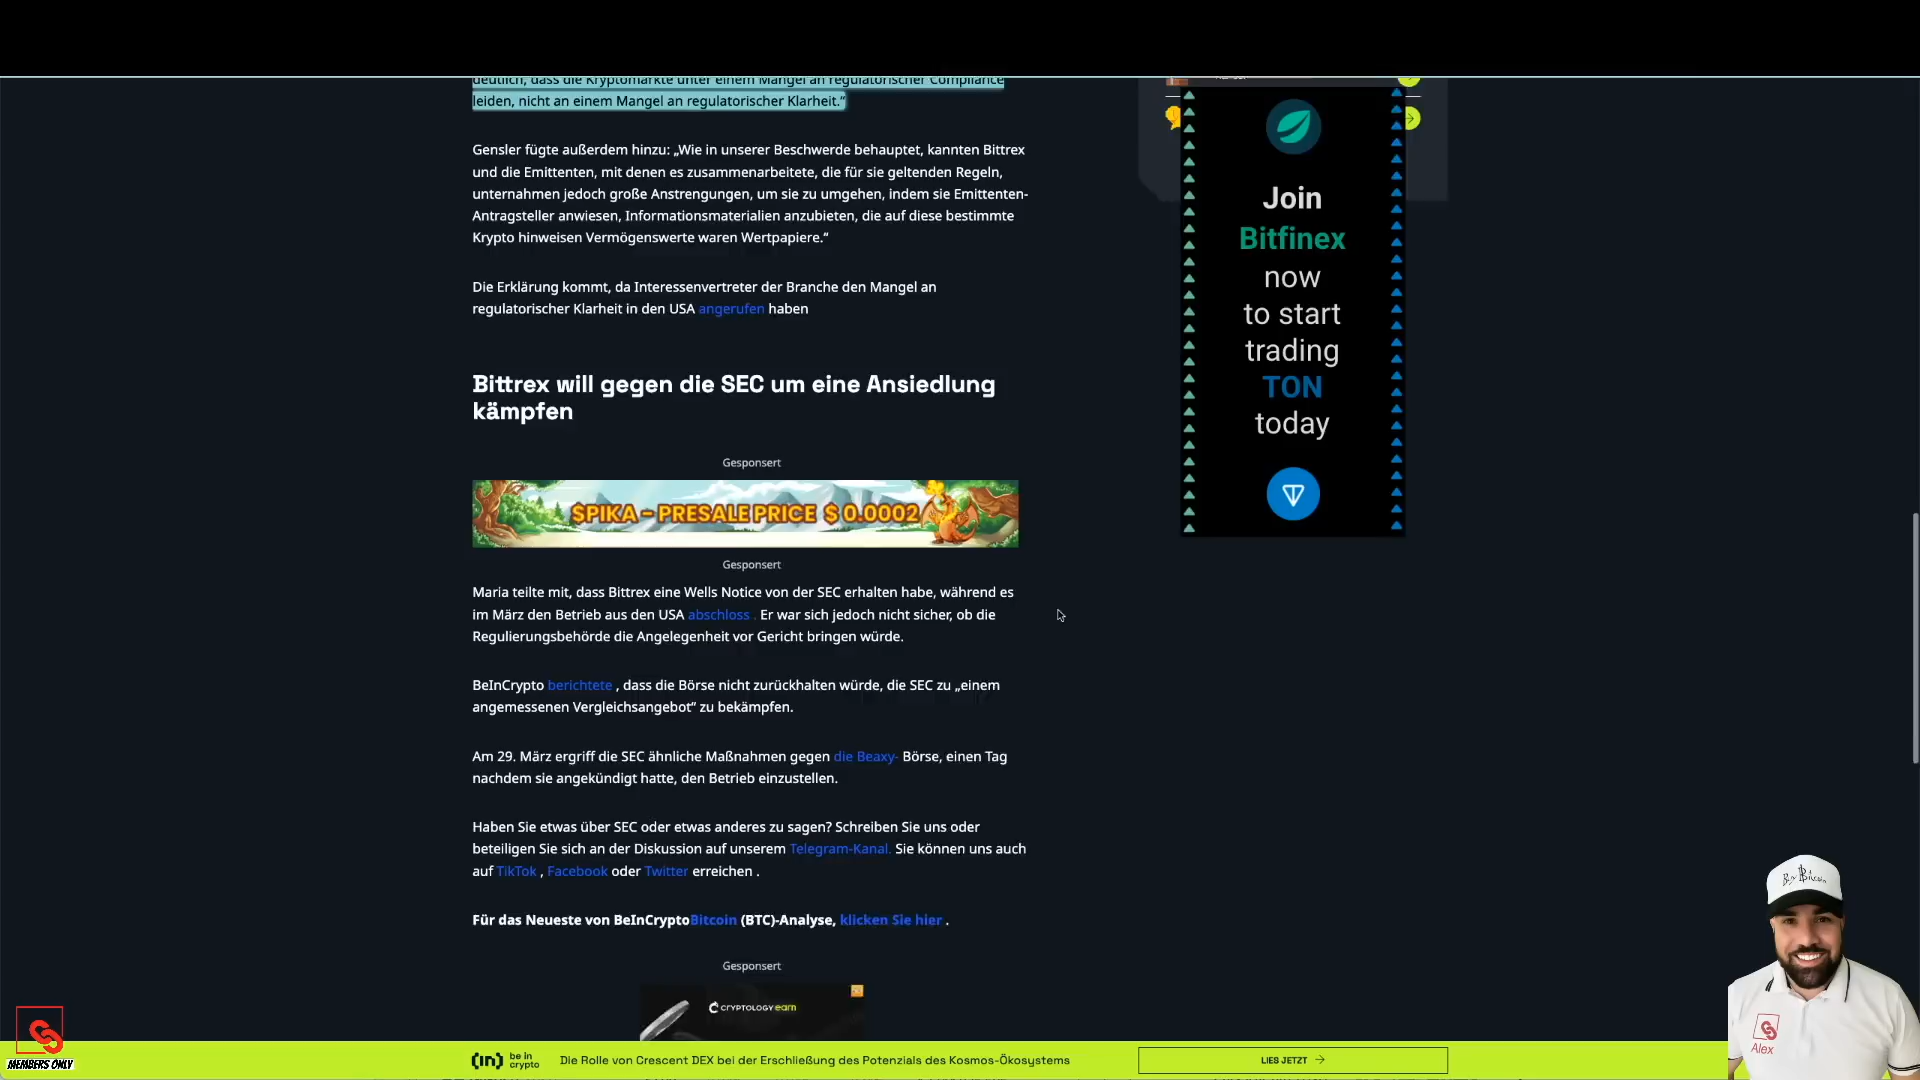 deutlich, dass die Kryptomärkte unter einem Mangel an regulatorischer Compliance
leiden, nicht an einem Mangel an regulatorischer Klarheit.“
Gensler fügte außerdem hinzu: „Wie in unserer Beschwerde behauptet, kannten Bittrex
und die Emittenten, mit denen es zusammenarbeitete, die für sie geltenden Regeln,
unternahmen jedoch große Anstrengungen, um sie zu umgehen, indem sie Emittenten-
Antragsteller anwiesen, Informationsmaterialien anzubieten, die auf diese bestimmte
Krypto hinweisen Vermögenswerte waren Wertpapiere.“
Die Erklärung kommt, da Interessenvertreter der Branche den Mangel an
regulatorischer Klarheit in den USA angerufen haben
Bittrex will gegen die SEC um eine Ansiedlung
kämpfen
Gesponsert
$PIKA - PRESALE PRICE $ 0.0002
Gesponsert
Maria teilte mit, dass Bittrex eine Wells Notice von der SEC erhalten habe, während es
im März den Betrieb aus den USA abschloss . Er war sich jedoch nicht sicher, ob die
Regulierungsbehörde die Angelegenheit vor Gericht bringen würde.
BeInCrypto berichtete , dass die Börse nicht zurückhalten würde, die SEC zu „einem
angemessenen Vergleichsangebot“ zu bekämpfen.
Am 29. März ergriff die SEC ähnliche Maßnahmen gegen die Beaxy- Börse, einen Tag
nachdem sie angekündigt hatte, den Betrieb einzustellen.
Haben Sie etwas über SEC oder etwas anderes zu sagen? Schreiben Sie uns oder
beteiligen Sie sich an der Diskussion auf unserem Telegram-Kanal. Sie können uns auch
auf TikTok , Facebook oder Twitter erreichen .
Für das Neueste von BeInCryptoBitcoin (BTC)-Analyse, klicken Sie hier .
Gesponsert
CRYPTOLOGY earn
Join
Bitfinex
now
to start
trading
TON
today
MEMBERS ONLY
(in) be in
crypto
Die Rolle von Crescent DEX bei der Erschließung des Potenzials des Kosmos-Ökosystems
LIES JETZT →
Alex